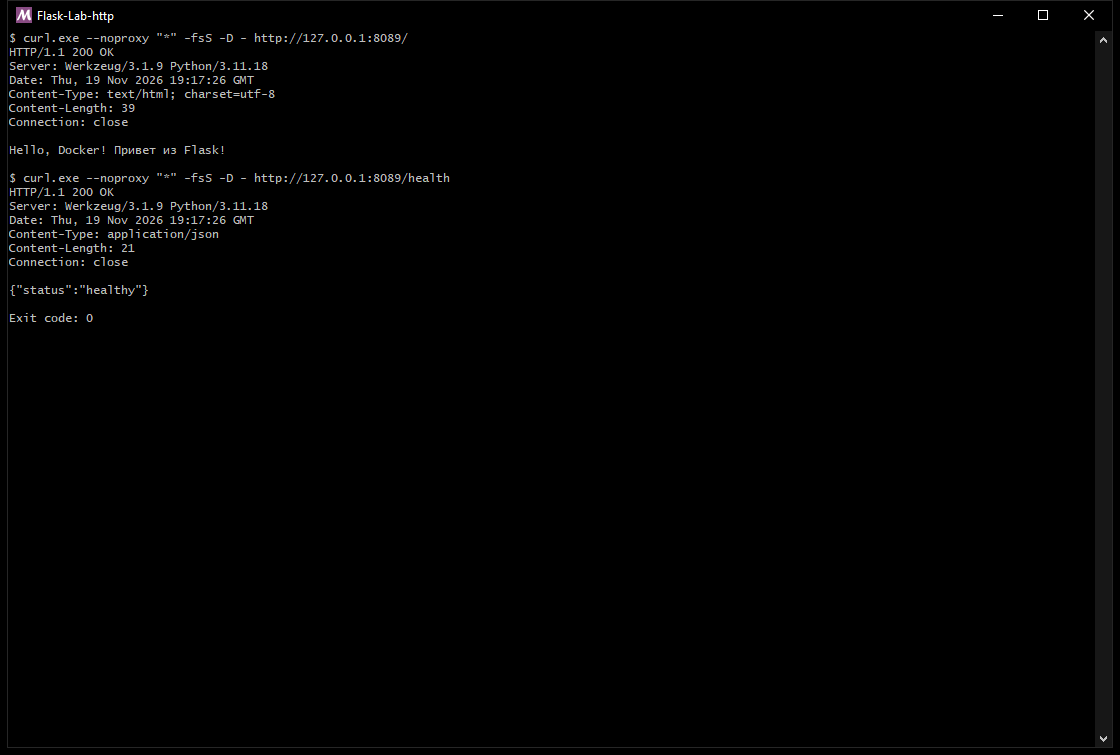 Flask-Lab-http
$ curl.exe --noproxy "*" -fsS -D - http://127.0.0.1:8089/
HTTP/1.1 200 OK
Server: Werkzeug/3.1.9 Python/3.11.18
Date: Thu, 19 Nov 2026 19:17:26 GMT
Content-Type: text/html; charset=utf-8
Content-Length: 39
Connection: close
Hello, Docker! Привет из Flask!
$ curl.exe --noproxy "*" -fsS -D - http://127.0.0.1:8089/health
HTTP/1.1 200 OK
Server: Werkzeug/3.1.9 Python/3.11.18
Date: Thu, 19 Nov 2026 19:17:26 GMT
Content-Type: application/json
Content-Length: 21
Connection: close
{"status":"healthy"}
Exit code: 0